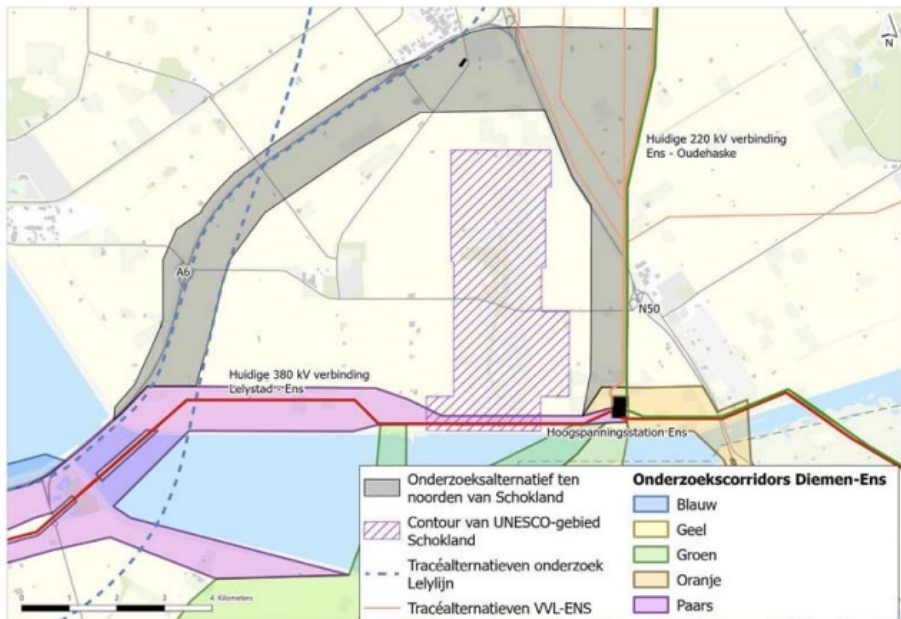 N
Huidige 220 kV verbinding
Ens - Oudehaske
A6
N50
Huidige 380 kV verbinding
Lelystad - Ens
Hoogspanningsstation Ens
Onderzoeksalternatief ten
noorden van Schokland
Contour van UNESCO-gebied
Schokland
Tracéalternatieven onderzoek
Lelylijn
Tracéalternatieven VVL-ENS
Onderzoekscorridors Diemen-Ens
Blauw
Geel
Groen
Oranje
Paars
0 1 2 4 Kilometers